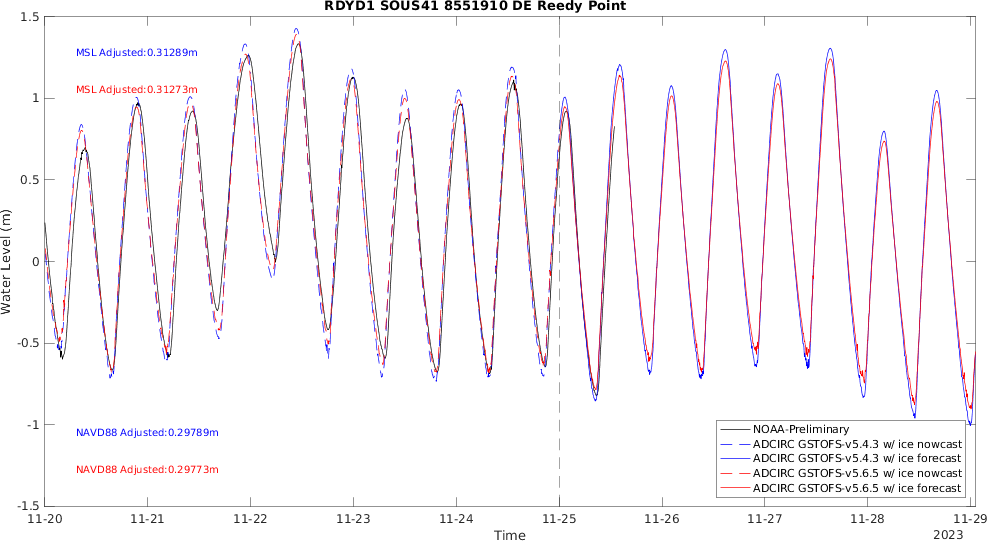 RDYD1 SOUS41 8551910 DE Reedy Point
1.5
1
0.5
0
-0.5
-1
-1.5
Water Level (m)
MSL Adjusted:0.31289m
MSL Adjusted:0.31273m
NAVD88 Adjusted:0.29789m
NAVD88 Adjusted:0.29773m
NOAA-Preliminary
ADCIRC GSTOFS-v5.4.3 w/ ice nowcast
ADCIRC GSTOFS-v5.4.3 w/ ice forecast
ADCIRC GSTOFS-v5.6.5 w/ ice nowcast
ADCIRC GSTOFS-v5.6.5 w/ ice forecast
11-20 11-21 11-22 11-23 11-24 11-25 11-26 11-27 11-28 11-29
Time
2023